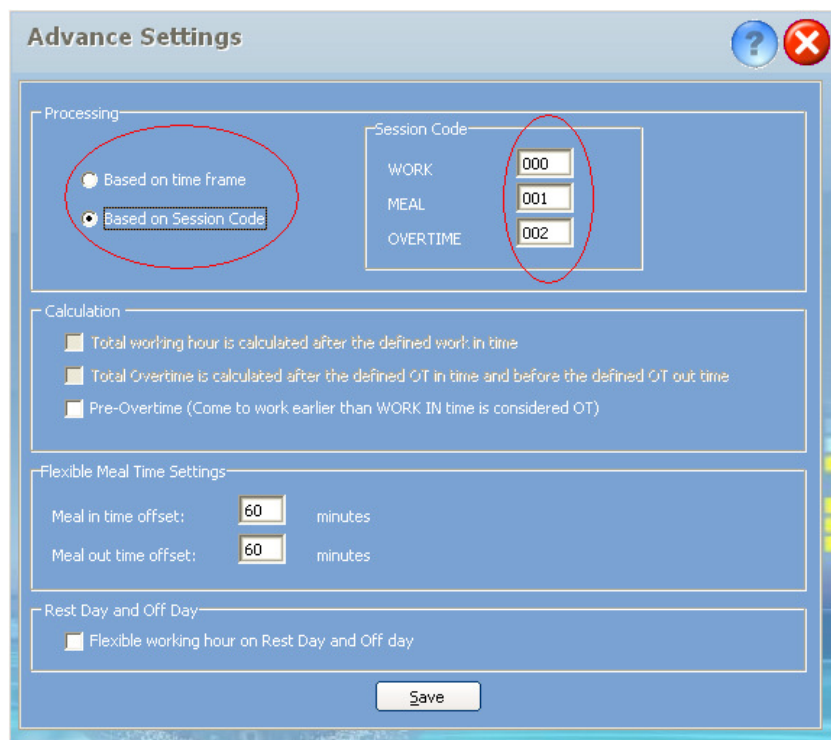 Advance Settings
?
Processing
Based on time frame
Based on Session Code
Session Code
WORK 000
MEAL 001
OVERTIME 002
Calculation
Total working hour is calculated after the defined work in time
Total Overtime is calculated after the defined OT in time and before the defined OT out time
Pre-Overtime (Come to work earlier than WORK IN time is considered OT)
Flexible Meal Time Settings
Meal in time offset: 60 minutes
Meal out time offset: 60 minutes
Rest Day and Off Day
Flexible working hour on Rest Day and Off day
Save